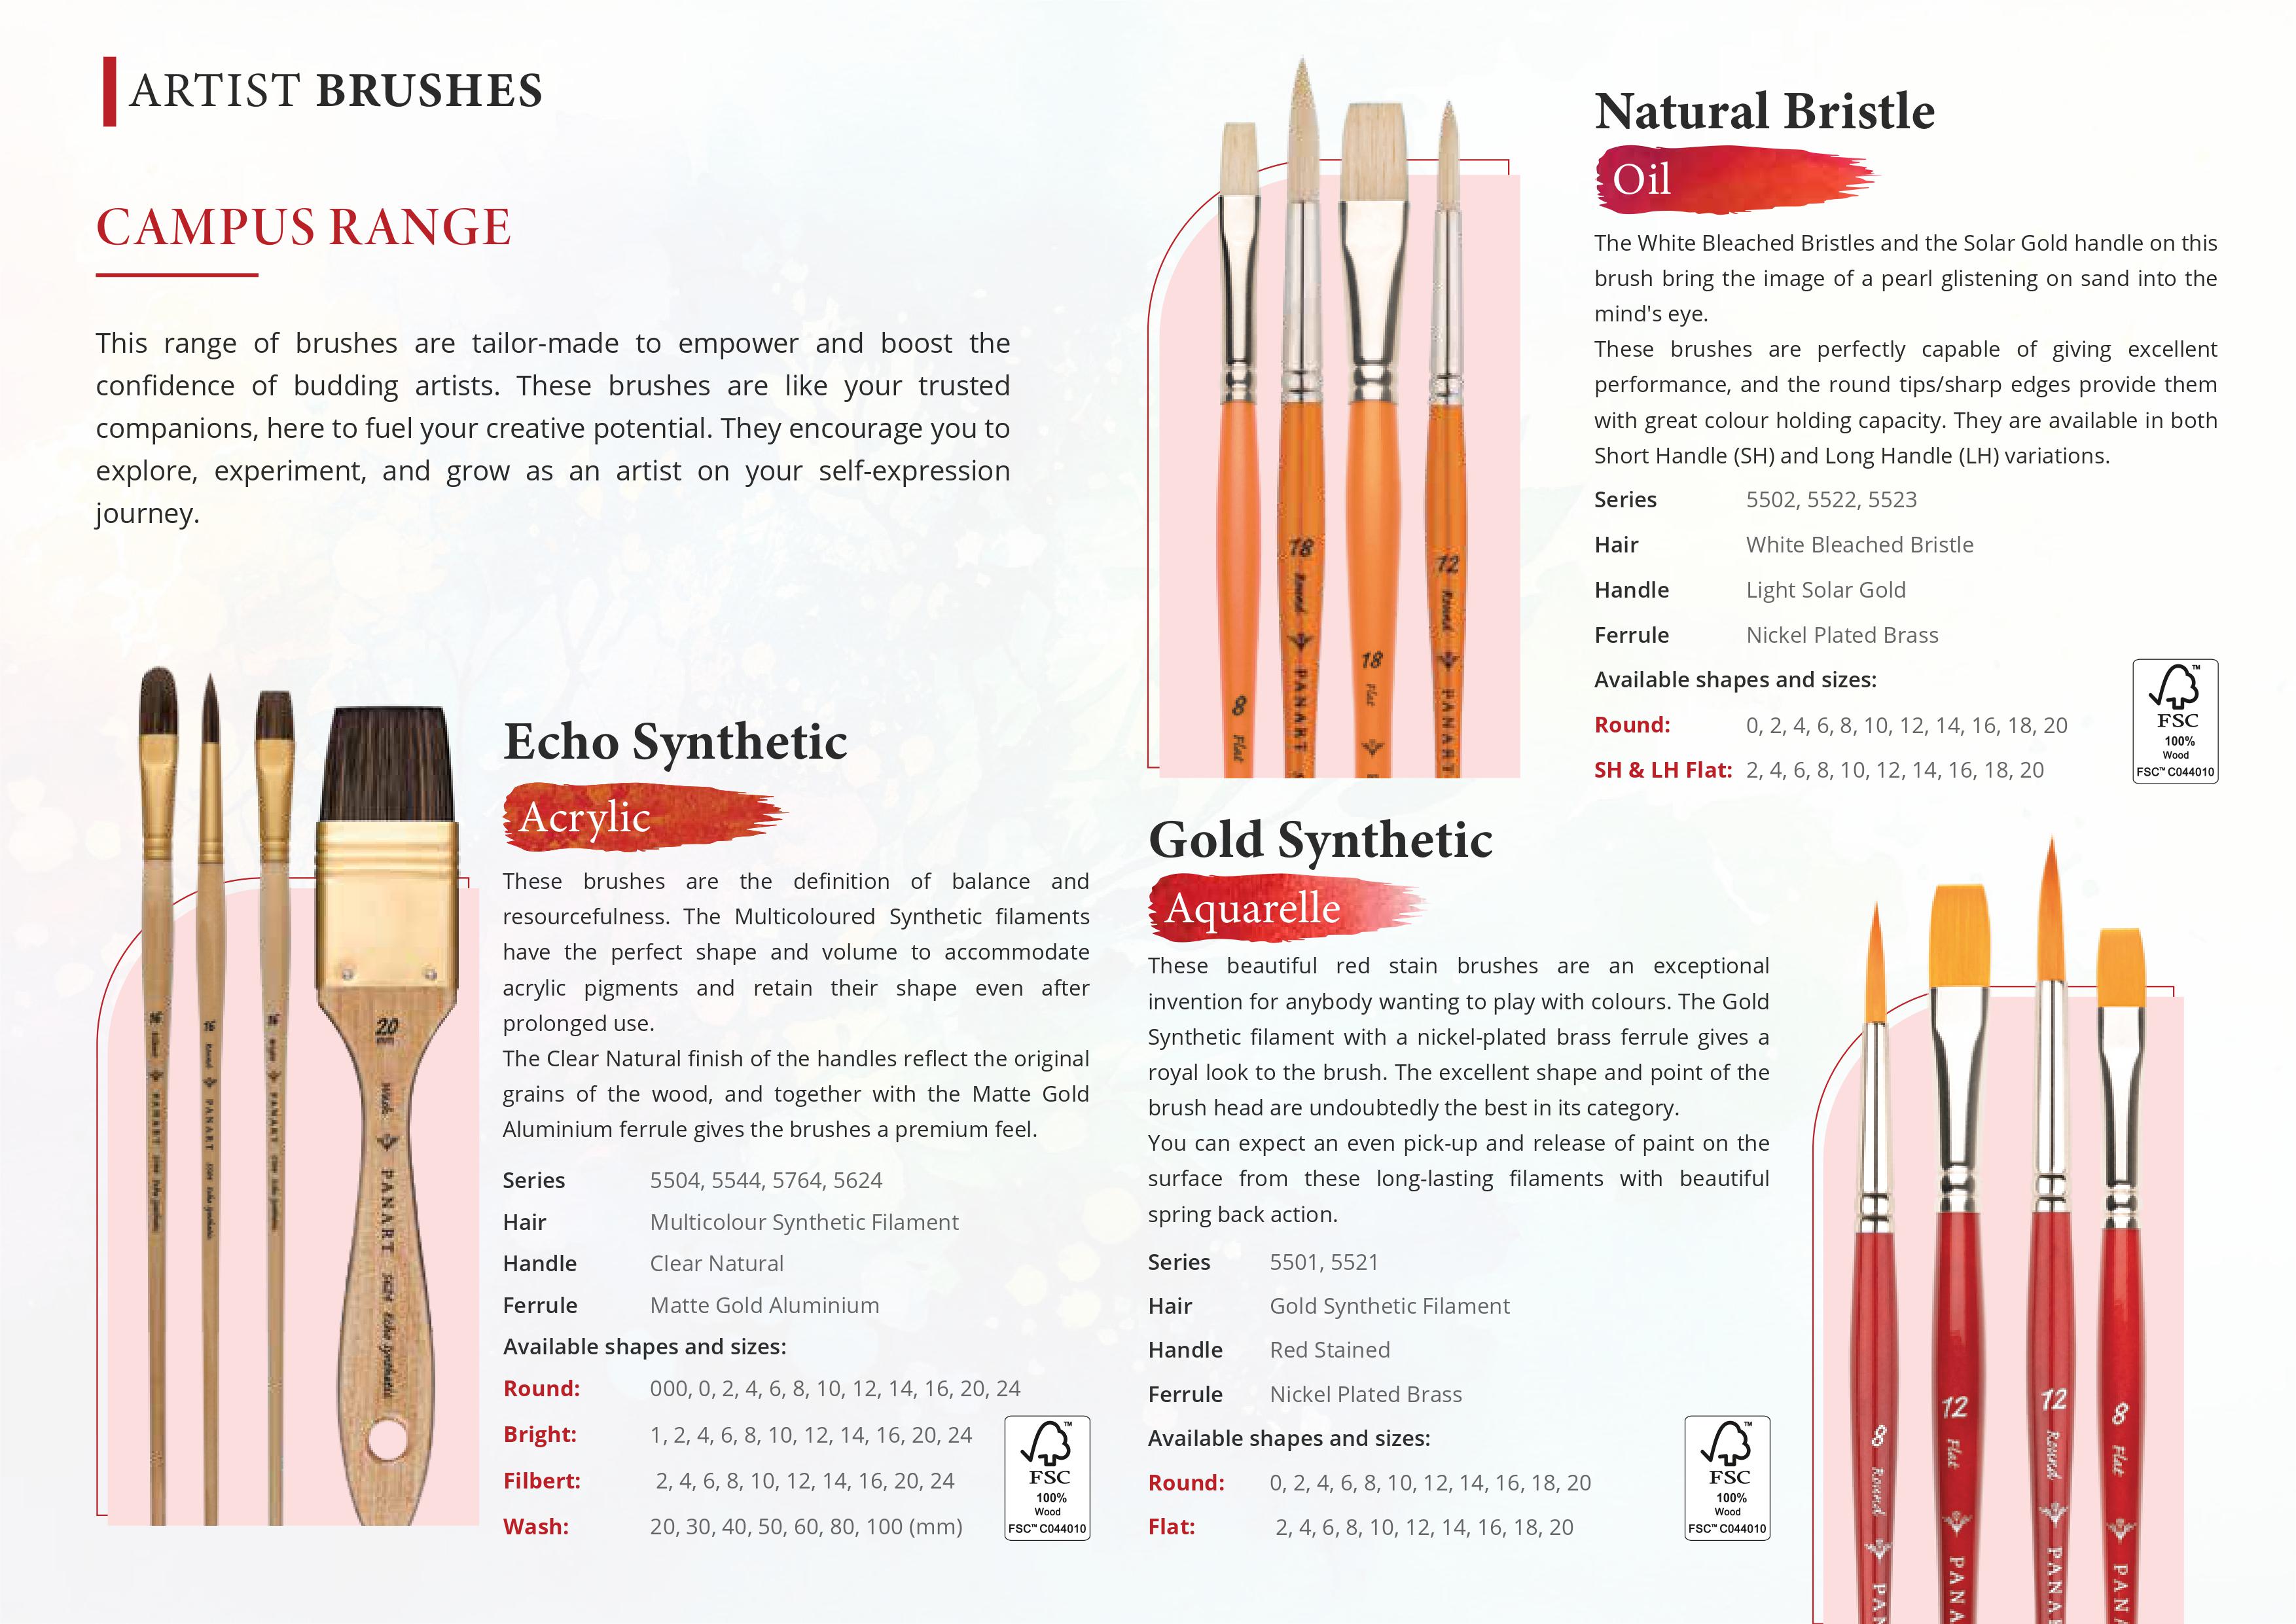 ARTIST BRUSHES
CAMPUS RANGE
This range of brushes are tailor-made to empower and boost the
confidence of budding artists. These brushes are like your trusted
companions, here to fuel your creative potential. They encourage you to
explore, experiment, and grow as an artist on your self-expression
journey.
Echo Synthetic
Acrylic
These brushes are the definition of balance and
resourcefulness. The Multicoloured Synthetic filaments
have the perfect shape and volume to accommodate
acrylic pigments and retain their shape even after
prolonged use.
The Clear Natural finish of the handles reflect the original
grains of the wood, and together with the Matte Gold
Aluminium ferrule gives the brushes a premium feel.
Series 5504, 5544, 5764, 5624
Hair Multicolour Synthetic Filament
Handle Clear Natural
Ferrule Matte Gold Aluminium
Available shapes and sizes:
Round: 000, 0, 2, 4, 6, 8, 10, 12, 14, 16, 20, 24
Bright: 1, 2, 4, 6, 8, 10, 12, 14, 16, 20, 24
Filbert: 2, 4, 6, 8, 10, 12, 14, 16, 20, 24
Wash: 20, 30, 40, 50, 60, 80, 100 (mm)
FSC
100%
Wood
FSC™ C044010
16 PANART
16 Round PANART
16 PANART
20 Wash PANART 5624 Echo Synthetic
Natural Bristle
Oil
The White Bleached Bristles and the Solar Gold handle on this
brush bring the image of a pearl glistening on sand into the
mind's eye.
These brushes are perfectly capable of giving excellent
performance, and the round tips/sharp edges provide them
with great colour holding capacity. They are available in both
Short Handle (SH) and Long Handle (LH) variations.
Series 5502, 5522, 5523
Hair White Bleached Bristle
Handle Light Solar Gold
Ferrule Nickel Plated Brass
Available shapes and sizes:
Round: 0, 2, 4, 6, 8, 10, 12, 14, 16, 18, 20
SH & LH Flat: 2, 4, 6, 8, 10, 12, 14, 16, 18, 20
FSC
100%
Wood
FSC™ C044010
8 Flat
18 Round PANART
18 Flat
12 Round PANART
Gold Synthetic
Aquarelle
These beautiful red stain brushes are an exceptional
invention for anybody wanting to play with colours. The Gold
Synthetic filament with a nickel-plated brass ferrule gives a
royal look to the brush. The excellent shape and point of the
brush head are undoubtedly the best in its category.
You can expect an even pick-up and release of paint on the
surface from these long-lasting filaments with beautiful
spring back action.
Series 5501, 5521
Hair Gold Synthetic Filament
Handle Red Stained
Ferrule Nickel Plated Brass
Available shapes and sizes:
Round: 0, 2, 4, 6, 8, 10, 12, 14, 16, 18, 20
Flat: 2, 4, 6, 8, 10, 12, 14, 16, 18, 20
FSC
100%
Wood
FSC™ C044010
8 Round PAN
12 Flat PANA
12 Round PANA
8 Flat PAN